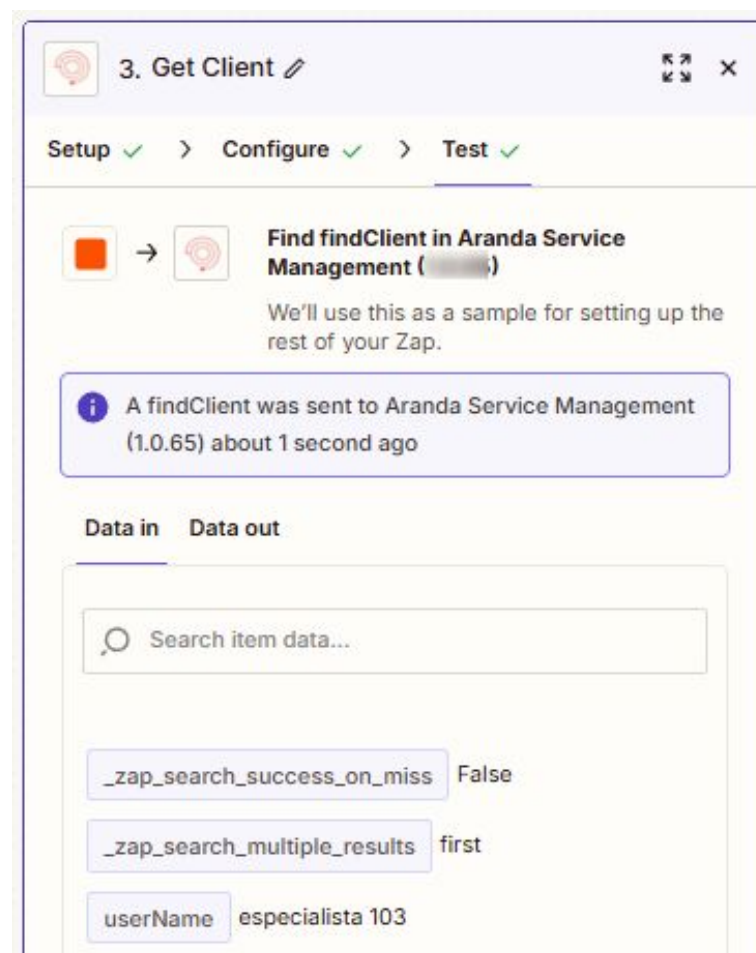 3. Get Client
Setup
Configure
Test
Find findClient in Aranda Service
Management ( )
We'll use this as a sample for setting up the
rest of your Zap.
A findClient was sent to Aranda Service Management
(1.0.65) about 1 second ago
Data in Data out
Search item data...
_zap_search_success_on_miss False
_zap_search_multiple_results first
userName especialista 103